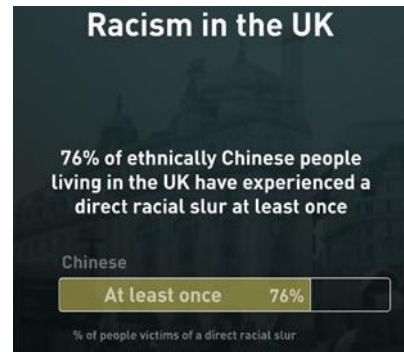 Racism in the UK
76% of ethnically Chinese people
living in the UK have experienced a
direct racial slur at least once
Chinese
At least once 76%
% of people victims of a direct racial slur